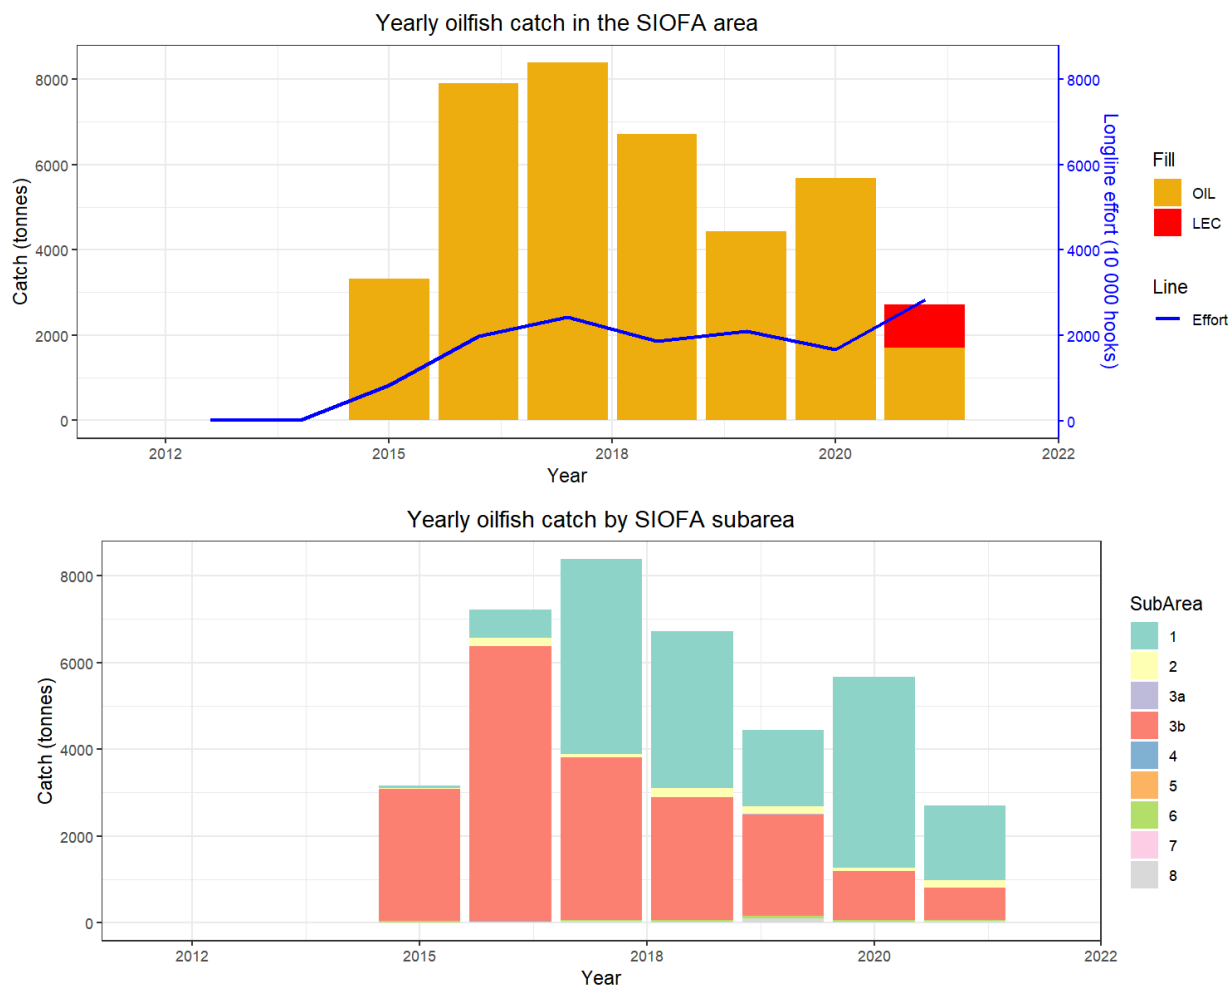 Yearly oilfish catch in the SIOFA area
8000
6000
4000
2000
0
Catch (tonnes)
8000
6000
4000
2000
0
Longline effort (10 000 hooks)
2012
2015
2018
2020
2022
Year
Fill
OIL
LEC
Line
Effort
Yearly oilfish catch by SIOFA subarea
8000
6000
4000
2000
0
Catch (tonnes)
2012
2015
2018
2020
2022
Year
SubArea
1
2
3a
3b
4
5
6
7
8